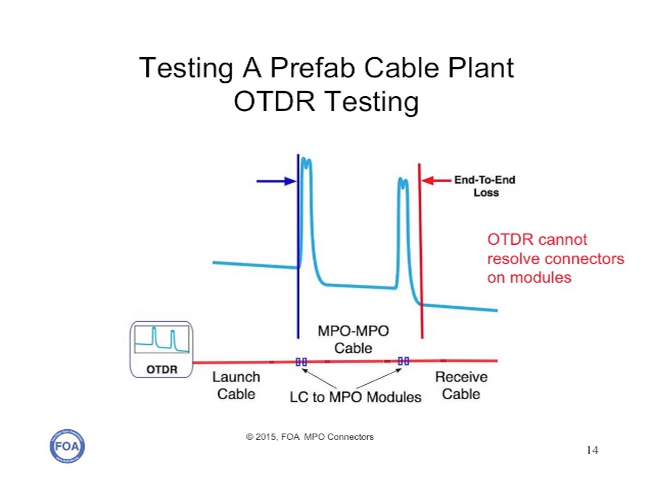 Testing A Prefab Cable Plant
OTDR Testing
End-To-End
Loss
OTDR cannot
resolve connectors
on modules
MPO-MPO
Cable
OTDR
Launch
Cable
LC to MPO Modules
Receive
Cable
© 2015, FOA MPO Connectors
FOA
14